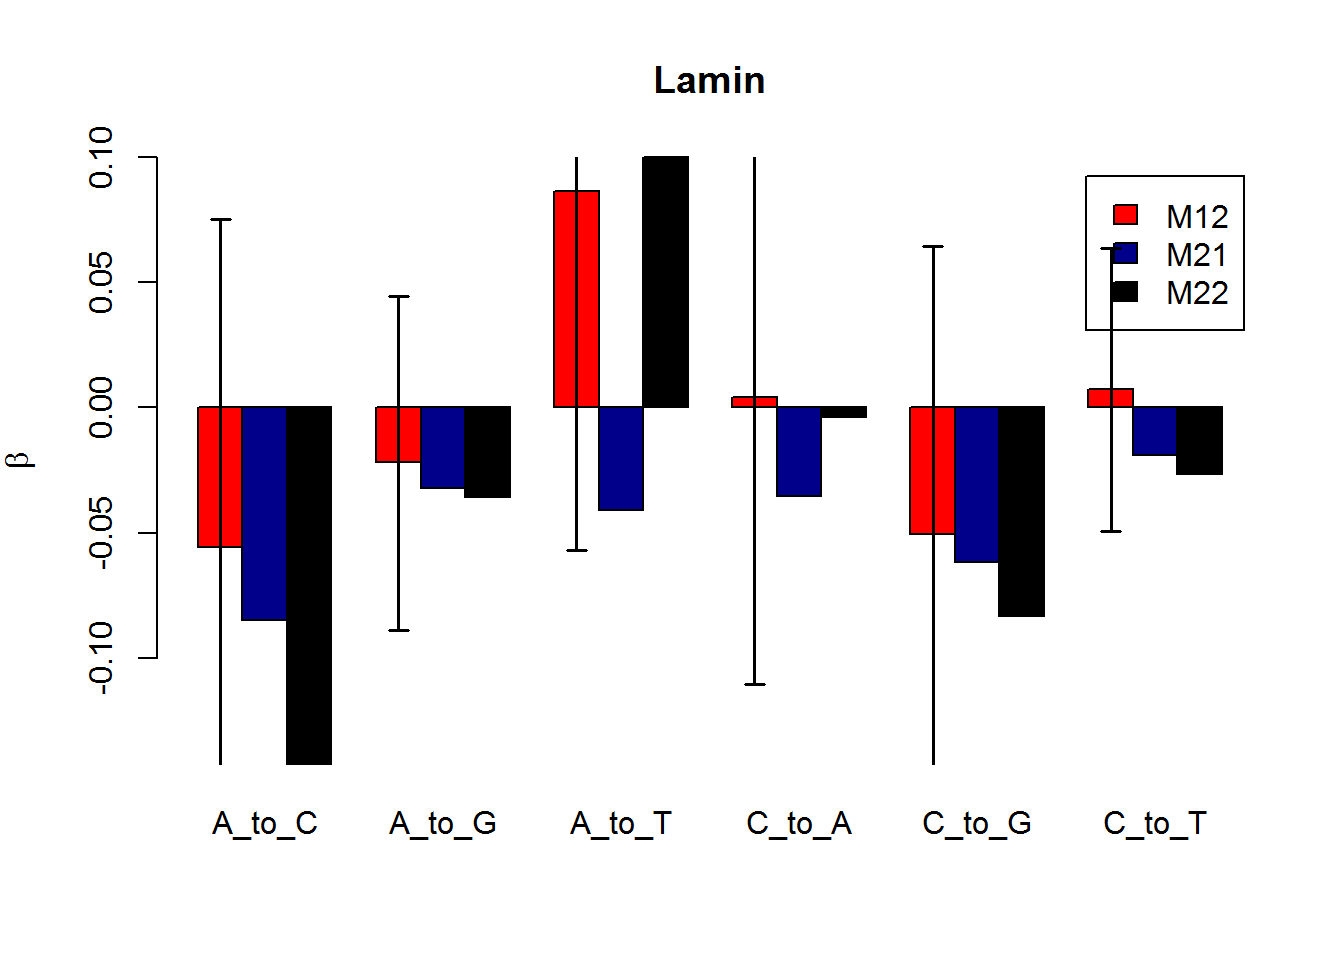 Lamin
0.10
0.05
0.00
-0.05
-0.10
β
M12
M21
M22
A_to_C
A_to_G
A_to_T
C_to_A
C_to_G
C_to_T